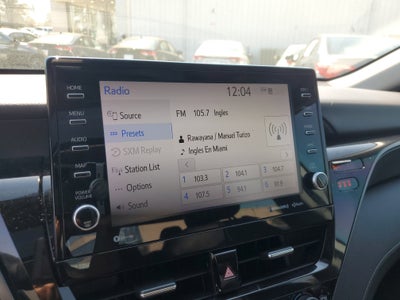 Radio 12:04
HOME
MENU
AUDIO
MAP
POWER
VOLUME
Source
Presets
SXM Replay
Station List
Options
Sound
FM 105.7 Ingles
Rawayana / Manuel Turizo
Ingles En Miami
1 103.3 2 104.1 3 104.7
4 107.5 5 94.1 6